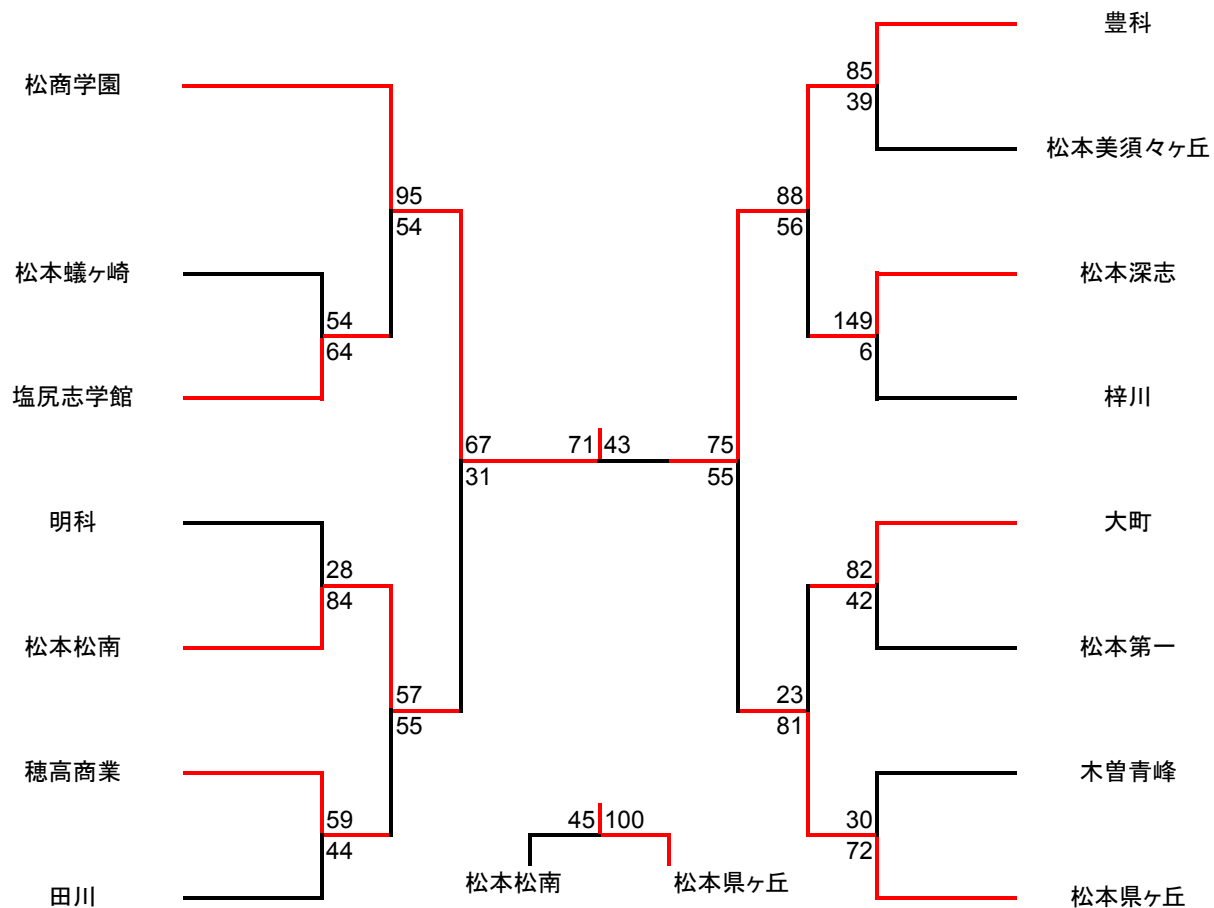 豊科
85
松商学園
39
松本美須々ヶ丘
95
88
54
56
松本蟻ヶ崎
松本深志
54
149
64
6
塩尻志学館
梓川
67
71
43
75
31
55
明科
大町
28
82
84
42
松本松南
松本第一
57
23
55
81
穂高商業
木曽青峰
59
45
100
30
44
72
松本松南
松本県ヶ丘
田川
松本県ヶ丘